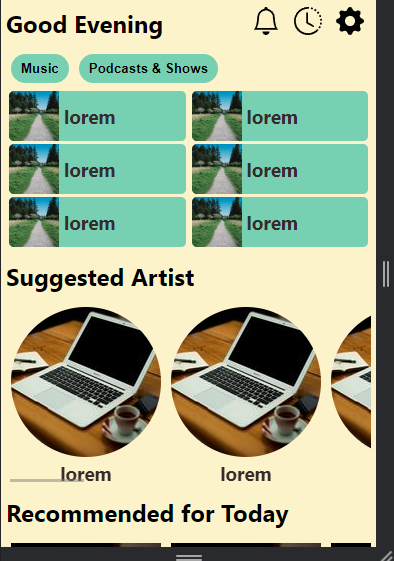 Good Evening
Music
Podcasts & Shows
lorem
lorem
lorem
lorem
lorem
lorem
Suggested Artist
lorem
lorem
Recommended for Today